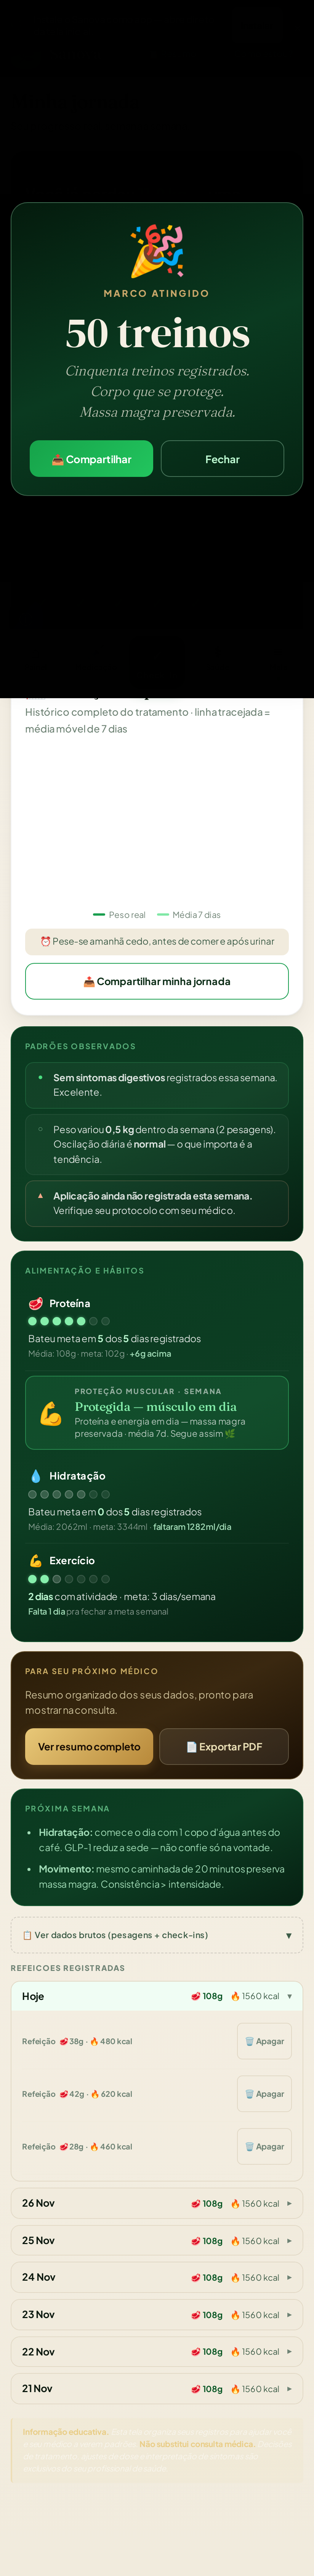 MARCO ATINGIDO
50 treinos
Cinquenta treinos registrados.
Corpo que se protege.
Massa magra preservada.
📤 Compartilhar
Fechar
Histórico completo do tratamento · linha tracejada =
média móvel de 7 dias
Peso real
Média 7 dias
⏰ Pese-se amanhã cedo, antes de comer e após urinar
📤 Compartilhar minha jornada
PADRÕES OBSERVADOS
Sem sintomas digestivos registrados essa semana.
Excelente.
Peso variou 0,5 kg dentro da semana (2 pesagens).
Oscilação diária é normal — o que importa é a
tendência.
Aplicação ainda não registrada esta semana.
Verifique seu protocolo com seu médico.
ALIMENTAÇÃO E HÁBITOS
🥩 Proteína
Bateu meta em 5 dos 5 dias registrados
Média: 108g · meta: 102g · +6g acima
PROTEÇÃO MUSCULAR · SEMANA
Protegida — músculo em dia
Proteína e energia em dia — massa magra
preservada · média 7d. Segue assim 🌿
💧 Hidratação
Bateu meta em 0 dos 5 dias registrados
Média: 2062ml · meta: 3344ml · faltaram 1282ml/dia
💪 Exercício
2 dias com atividade · meta: 3 dias/semana
Falta 1 dia pra fechar a meta semanal
PARA SEU PRÓXIMO MÉDICO
Resumo organizado dos seus dados, pronto para
mostrar na consulta.
Ver resumo completo
📄 Exportar PDF
PRÓXIMA SEMANA
• Hidratação: comece o dia com 1 copo d'água antes do
café. GLP-1 reduz a sede — não confie só na vontade.
• Movimento: mesmo caminhada de 20 minutos preserva
massa magra. Consistência > intensidade.
📋 Ver dados brutos (pesagens + check-ins) ▾
REFEICOES REGISTRADAS
Hoje 🥩 108g 🔥 1560 kcal ▾
Refeição 🥩 38g · 🔥 480 kcal 🗑️ Apagar
Refeição 🥩 42g · 🔥 620 kcal 🗑️ Apagar
Refeição 🥩 28g · 🔥 460 kcal 🗑️ Apagar
26 Nov 🥩 108g 🔥 1560 kcal ▸
25 Nov 🥩 108g 🔥 1560 kcal ▸
24 Nov 🥩 108g 🔥 1560 kcal ▸
23 Nov 🥩 108g 🔥 1560 kcal ▸
22 Nov 🥩 108g 🔥 1560 kcal ▸
21 Nov 🥩 108g 🔥 1560 kcal ▸
Informação educativa.
Não substitui consulta médica.